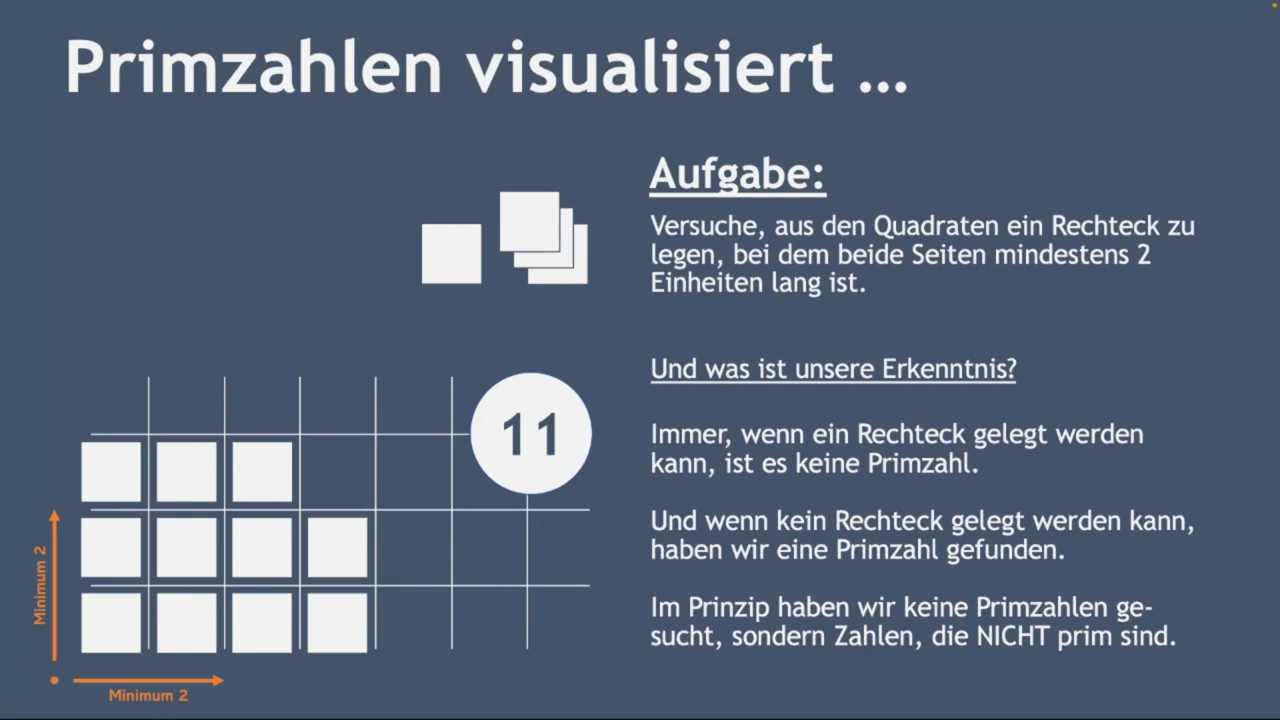 Primzahlen visualisiert ...
Aufgabe:
Versuche, aus den Quadraten ein Rechteck zu
legen, bei dem beide Seiten mindestens 2
Einheiten lang ist.
Und was ist unsere Erkenntnis?
Immer, wenn ein Rechteck gelegt werden
kann, ist es keine Primzahl.
Und wenn kein Rechteck gelegt werden kann,
haben wir eine Primzahl gefunden.
Im Prinzip haben wir keine Primzahlen ge-
sucht, sondern Zahlen, die NICHT prim sind.
11
Minimum 2
Minimum 2